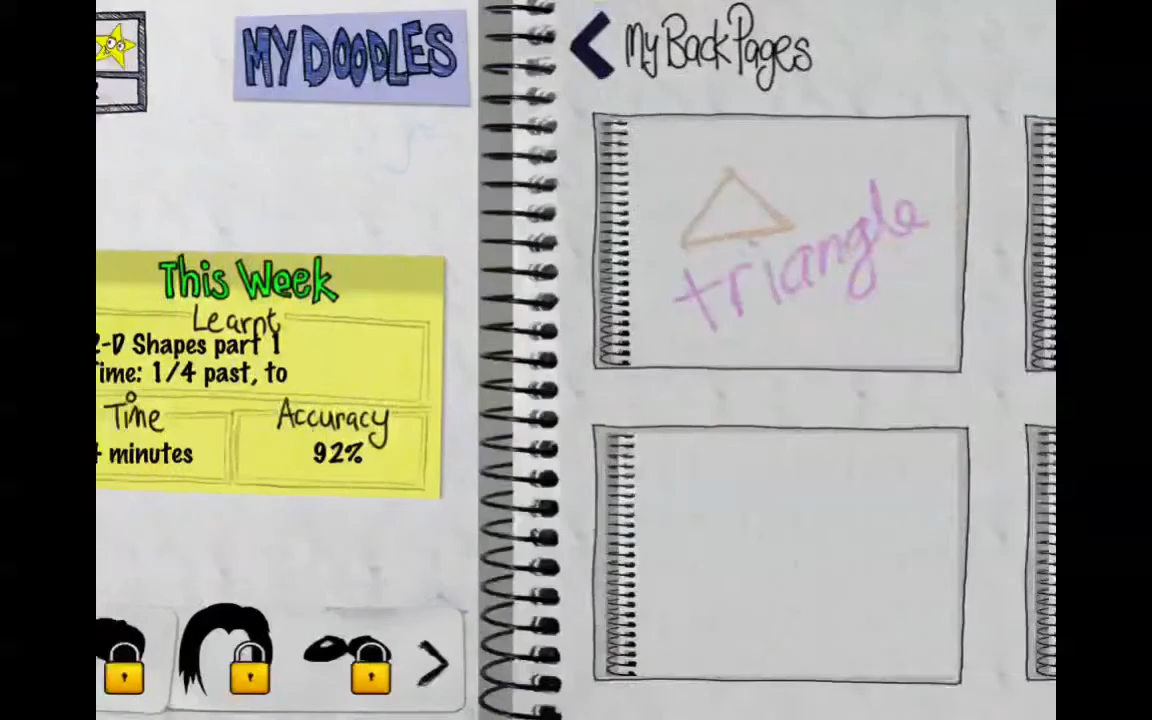 MY DOODLES
This Week
Learnt
2-D Shapes part 1
Time: 1/4 past, to
Time
Accuracy
minutes
92%
My Back Pages
triangle